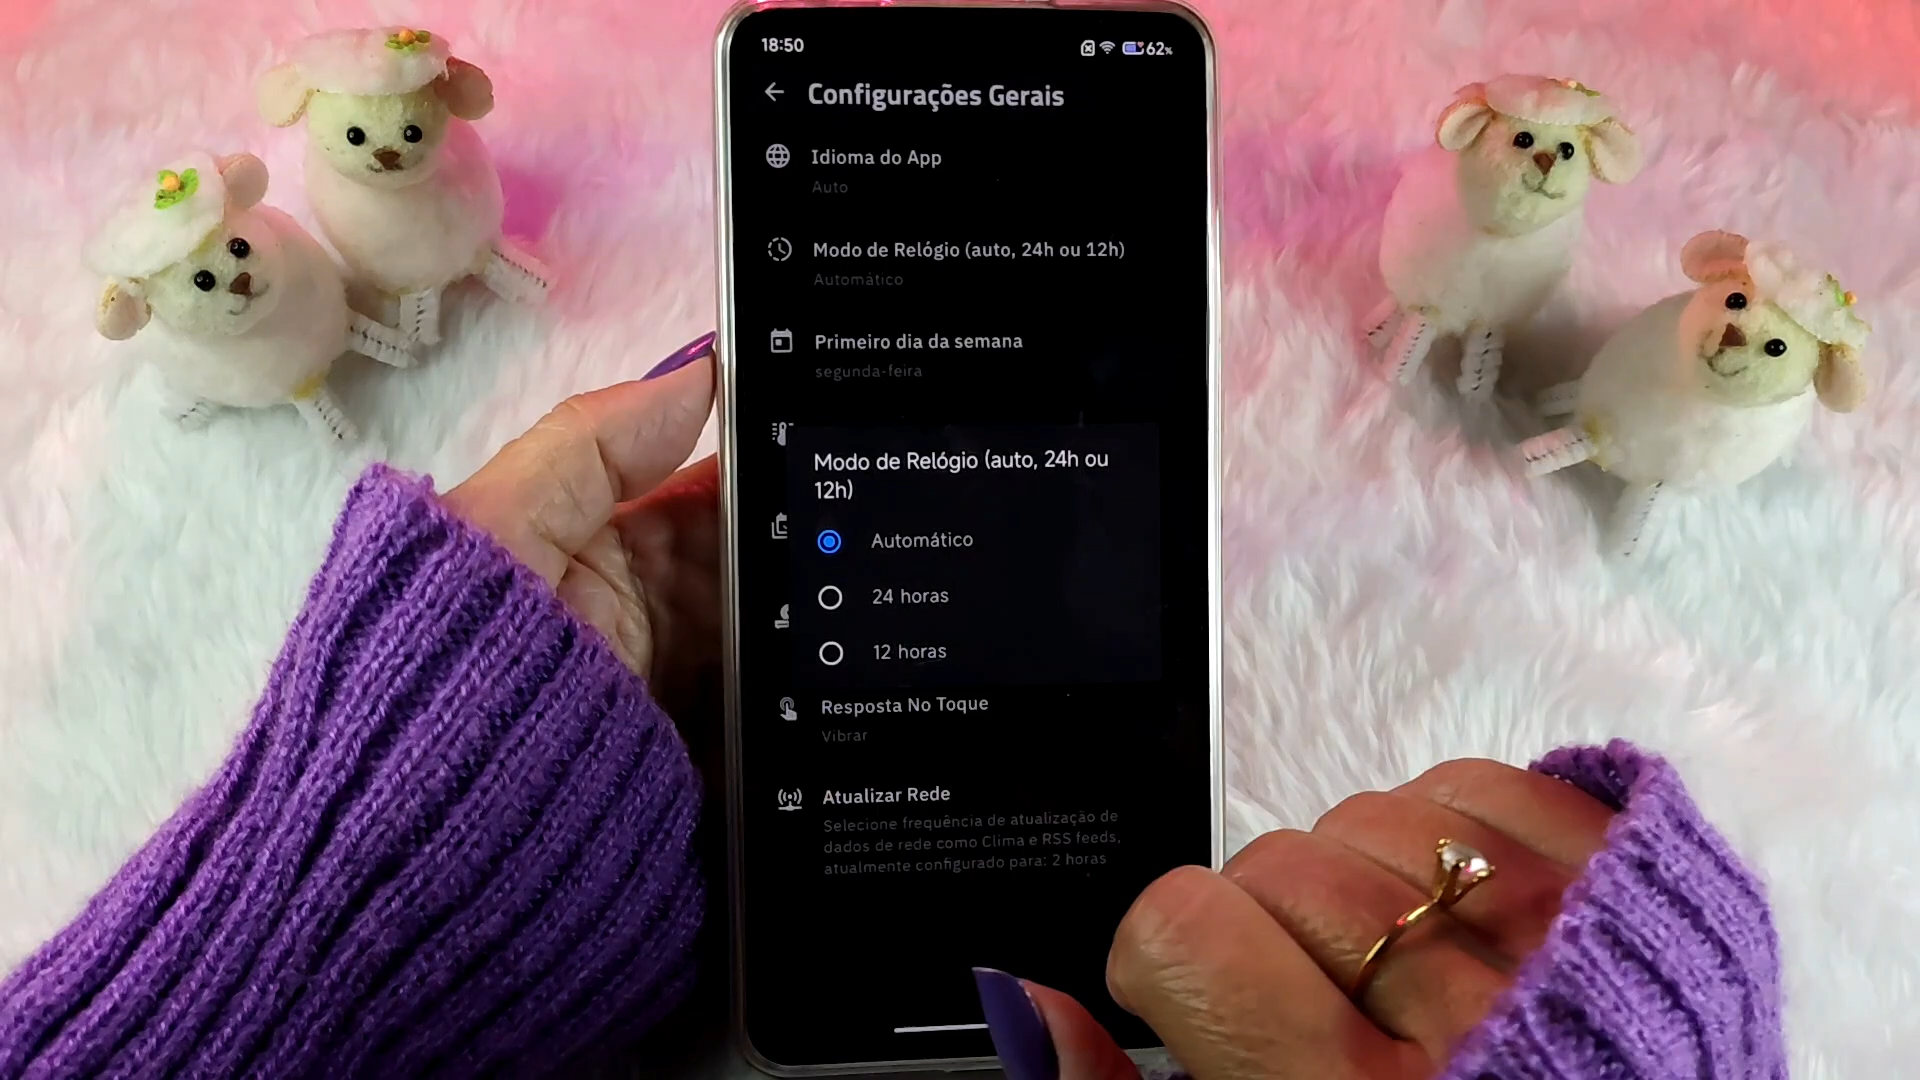 18:50
62%
Configurações Gerais
Idioma do App
Auto
Modo de Relógio (auto, 24h ou 12h)
Automático
Primeiro dia da semana
segunda-feira
Modo de Relógio (auto, 24h ou
12h)
Automático
24 horas
12 horas
Resposta No Toque
Vibrar
Atualizar Rede
Selecione frequência de atualização de
dados de rede como Clima e RSS feeds,
atualmente configurado para: 2 horas